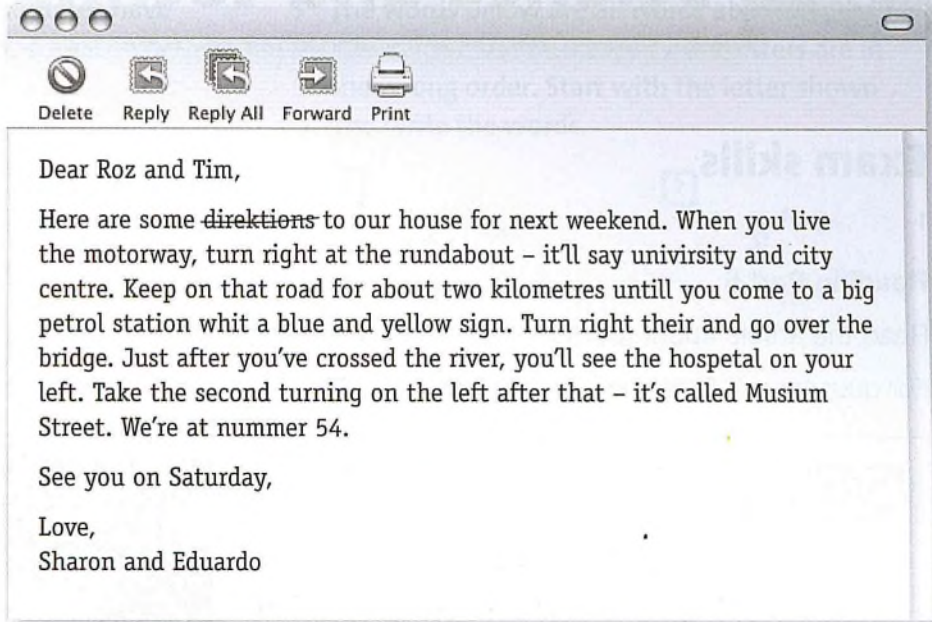 Delete Reply Reply All Forward Print
Dear Roz and Tim,
Here are some direktions to our house for next weekend. When you live
the motorway, turn right at the rundabout – it'll say univirsity and city
centre. Keep on that road for about two kilometres untill you come to a big
petrol station whit a blue and yellow sign. Turn right their and go over the
bridge. Just after you've crossed the river, you'll see the hospetal on your
left. Take the second turning on the left after that – it's called Musium
Street. We're at nummer 54.
See you on Saturday,
Love,
Sharon and Eduardo